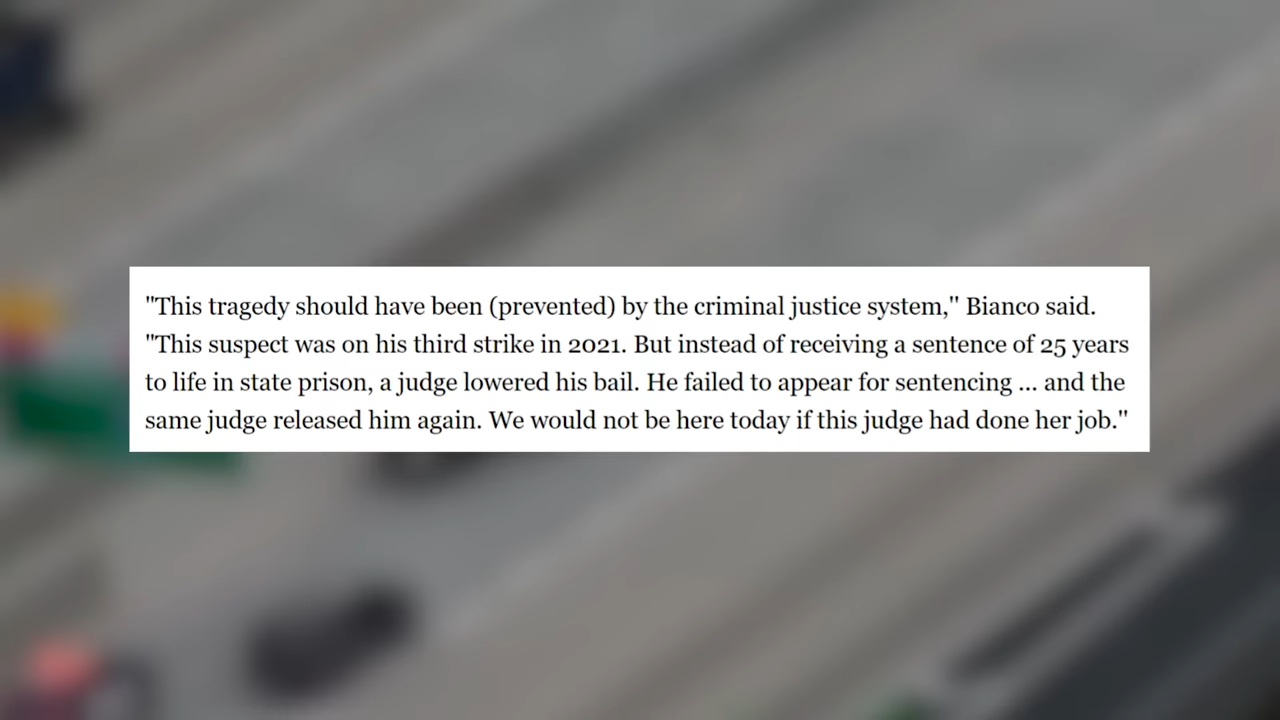 "This tragedy should have been (prevented) by the criminal justice system," Bianco said.
"This suspect was on his third strike in 2021. But instead of receiving a sentence of 25 years
to life in state prison, a judge lowered his bail. He failed to appear for sentencing ... and the
same judge released him again. We would not be here today if this judge had done her job."